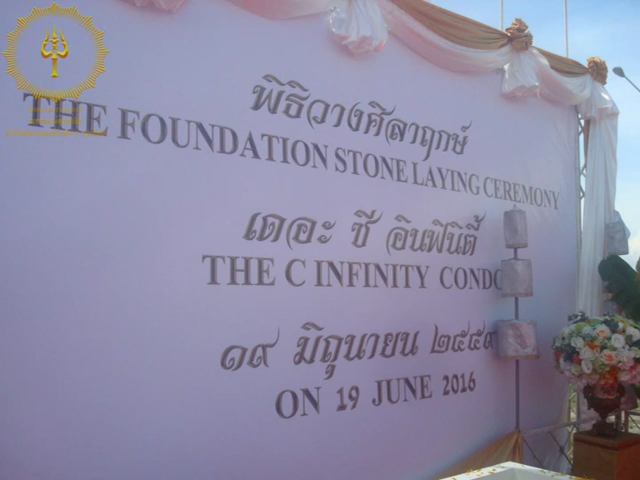 พิธีวางศิลาฤกษ์
THE FOUNDATION STONE LAYING CEREMONY
เดอะ ซี อินฟินิตี้
THE C INFINITY CONDO
๑๙ มิถุนายน ๒๕๕๙
ON 19 JUNE 2016